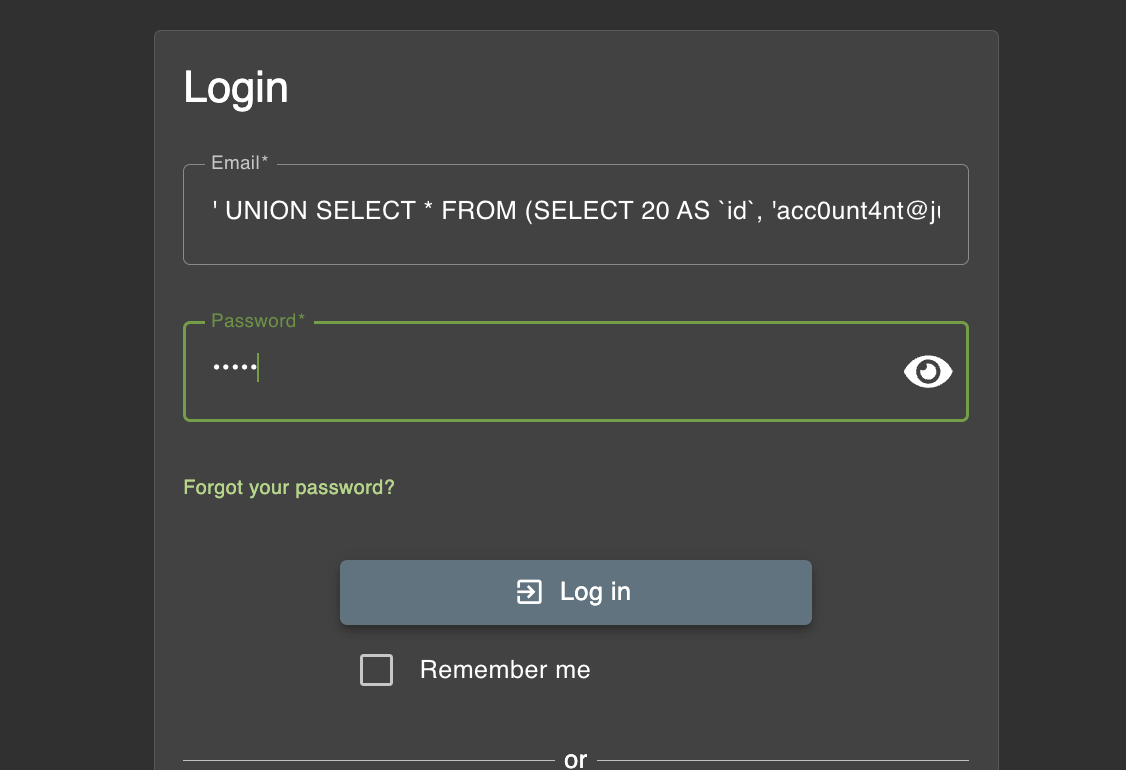 Login
Email*
' UNION SELECT * FROM (SELECT 20 AS `id`, 'acc0unt4nt@j
Password*
•••••
Forgot your password?
Log in
Remember me
or